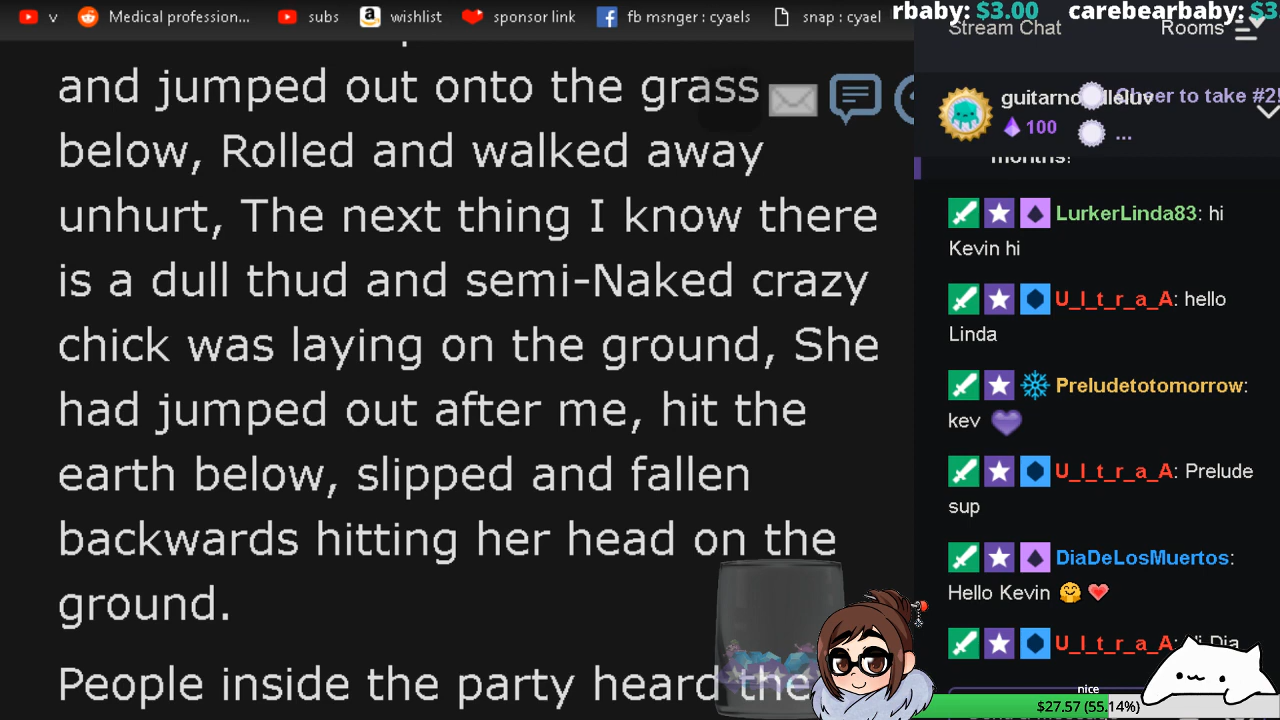 v Medical profession... subs wishlist sponsor link fb msnger : cyaels snap : cyael
rbaby: $3.00 carebearbaby: $3
Stream Chat Rooms
and jumped out onto the grass
below, Rolled and walked away
unhurt, The next thing I know there
is a dull thud and semi-Naked crazy
chick was laying on the ground, She
had jumped out after me, hit the
earth below, slipped and fallen
backwards hitting her head on the
ground.
People inside the party heard the
Cheer to take #2!
100 ...
months!
LurkerLinda83: hi
Kevin hi
U_l_t_r_a_A: hello
Linda
Preludetotomorrow:
kev
U_l_t_r_a_A: Prelude
sup
DiaDeLosMuertos:
Hello Kevin
U_l_t_r_a_A: Dia
nice
$27.57 (55.14%)